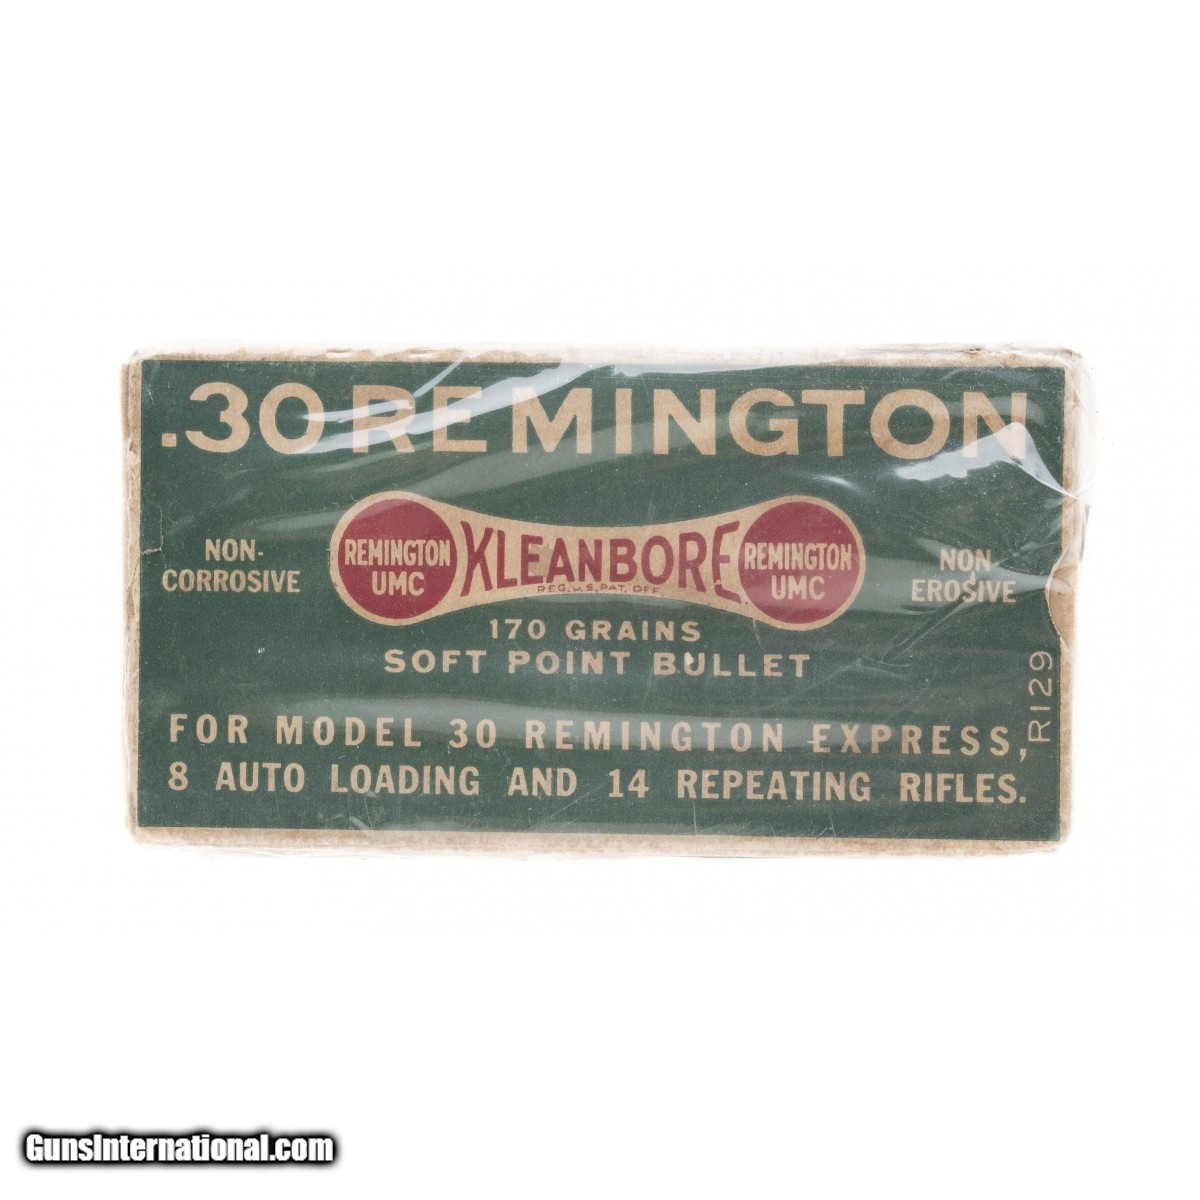 .30 REMINGTON
NON-
CORROSIVE
REMINGTON
UMC
KLEANBORE
REG. U.S. PAT. OFF.
REMINGTON
UMC
NON
EROSIVE
170 GRAINS
SOFT POINT BULLET
R129
FOR MODEL 30 REMINGTON EXPRESS,
8 AUTO LOADING AND 14 REPEATING RIFLES.
GunsInternational.com